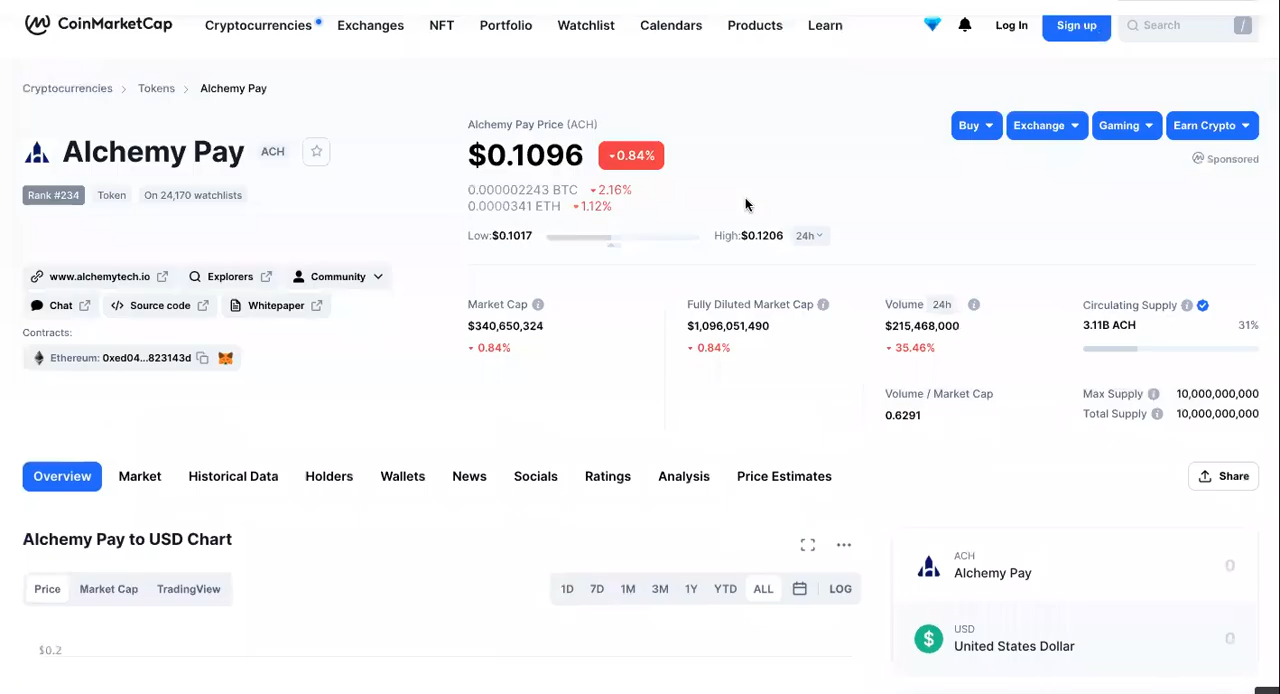 CoinMarketCap Cryptocurrencies Exchanges NFT Portfolio Watchlist Calendars Products Learn Log In Sign up Search /
Cryptocurrencies > Tokens > Alchemy Pay
Alchemy Pay ACH
Rank #234 Token On 24,170 watchlists
www.alchemytech.io Explorers Community
Chat Source code Whitepaper
Contracts:
Ethereum: 0xed04...823143d
Alchemy Pay Price (ACH)
$0.1096 0.84%
0.000002243 BTC 2.16%
0.0000341 ETH 1.12%
Low:$0.1017 High:$0.1206 24h
Buy Exchange Gaming Earn Crypto
Sponsored
Market Cap
$340,650,324
0.84%
Fully Diluted Market Cap
$1,096,051,490
0.84%
Volume 24h
$215,468,000
35.46%
Volume / Market Cap
0.6291
Circulating Supply
3.11B ACH 31%
Max Supply 10,000,000,000
Total Supply 10,000,000,000
Overview Market Historical Data Holders Wallets News Socials Ratings Analysis Price Estimates Share
Alchemy Pay to USD Chart
Price Market Cap TradingView 1D 7D 1M 3M 1Y YTD ALL LOG
$0.2
ACH
Alchemy Pay 0
USD
United States Dollar 0